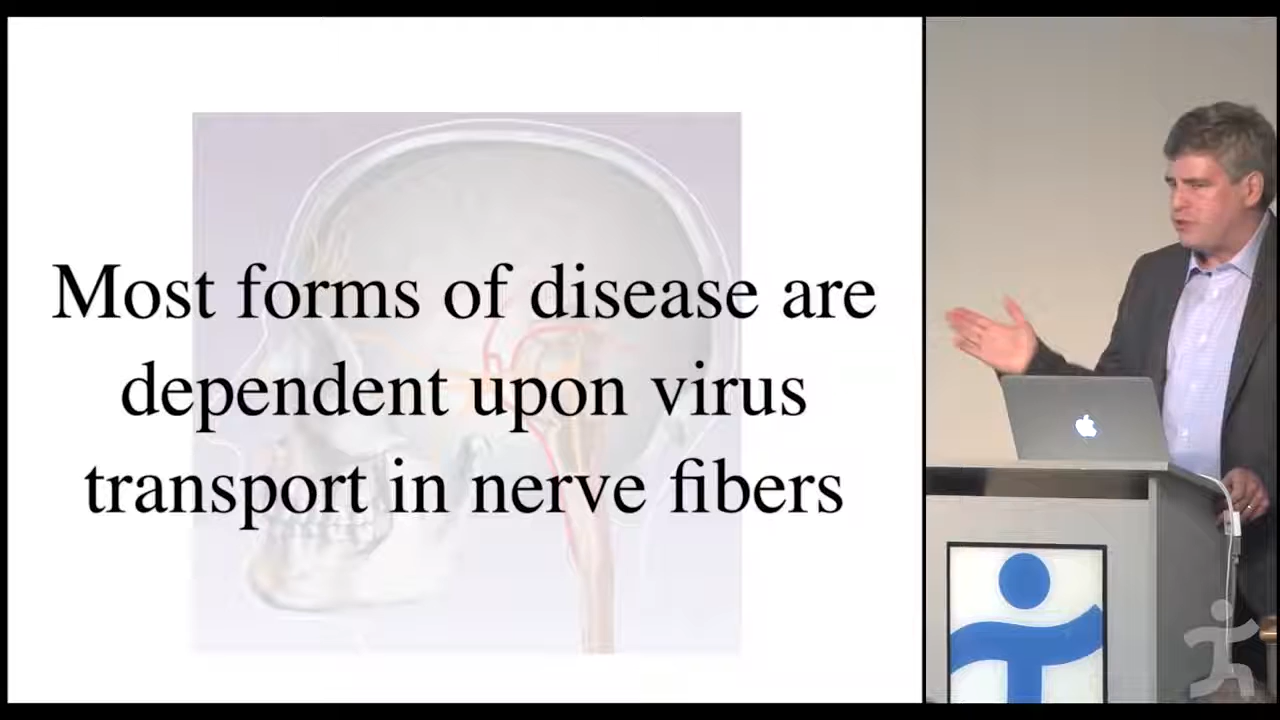 Most forms of disease are
dependent upon virus
transport in nerve fibers